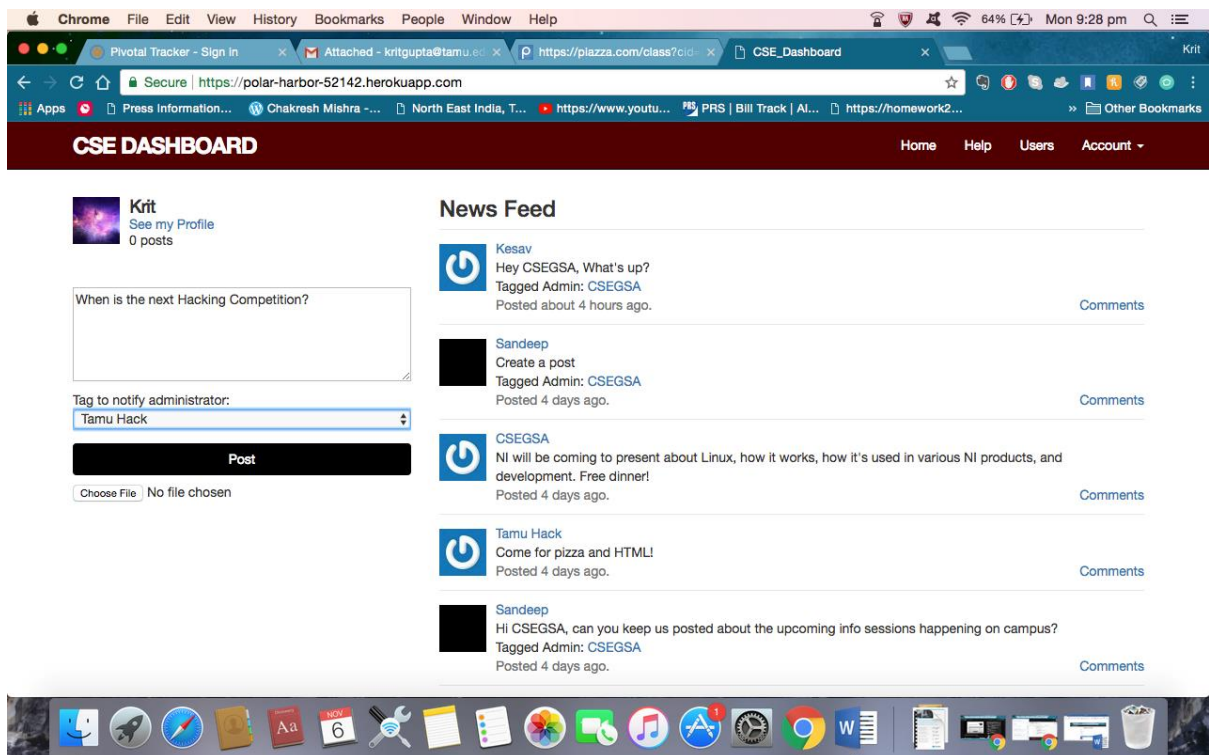 Chrome File Edit View History Bookmarks People Window Help 64% Mon 9:28 pm
Pivotal Tracker - Sign in Attached - kritgupta@tamu.ed https://piazza.com/class?cid= CSE_Dashboard Krit
Secure https://polar-harbor-52142.herokuapp.com
Apps Press Information... Chakresh Mishra -... North East India, T... https://www.youtu... PRS | Bill Track | Al... https://homework2... » Other Bookmarks
CSE DASHBOARD Home Help Users Account
Krit
See my Profile
0 posts
When is the next Hacking Competition?
Tag to notify administrator:
Tamu Hack
Post
Choose File No file chosen
News Feed
Kesav
Hey CSEGSA, What's up?
Tagged Admin: CSEGSA
Posted about 4 hours ago. Comments
Sandeep
Create a post
Tagged Admin: CSEGSA
Posted 4 days ago. Comments
CSEGSA
NI will be coming to present about Linux, how it works, how it's used in various NI products, and
development. Free dinner!
Posted 4 days ago. Comments
Tamu Hack
Come for pizza and HTML!
Posted 4 days ago. Comments
Sandeep
Hi CSEGSA, can you keep us posted about the upcoming info sessions happening on campus?
Tagged Admin: CSEGSA
Posted 4 days ago. Comments
Aa NOV 6 1 W